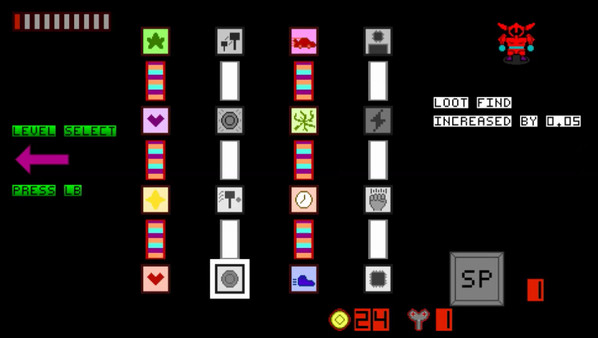 LEVEL SELECT
PRESS LB
LOOT FIND
INCREASED BY 0.05
SP
1
24
1